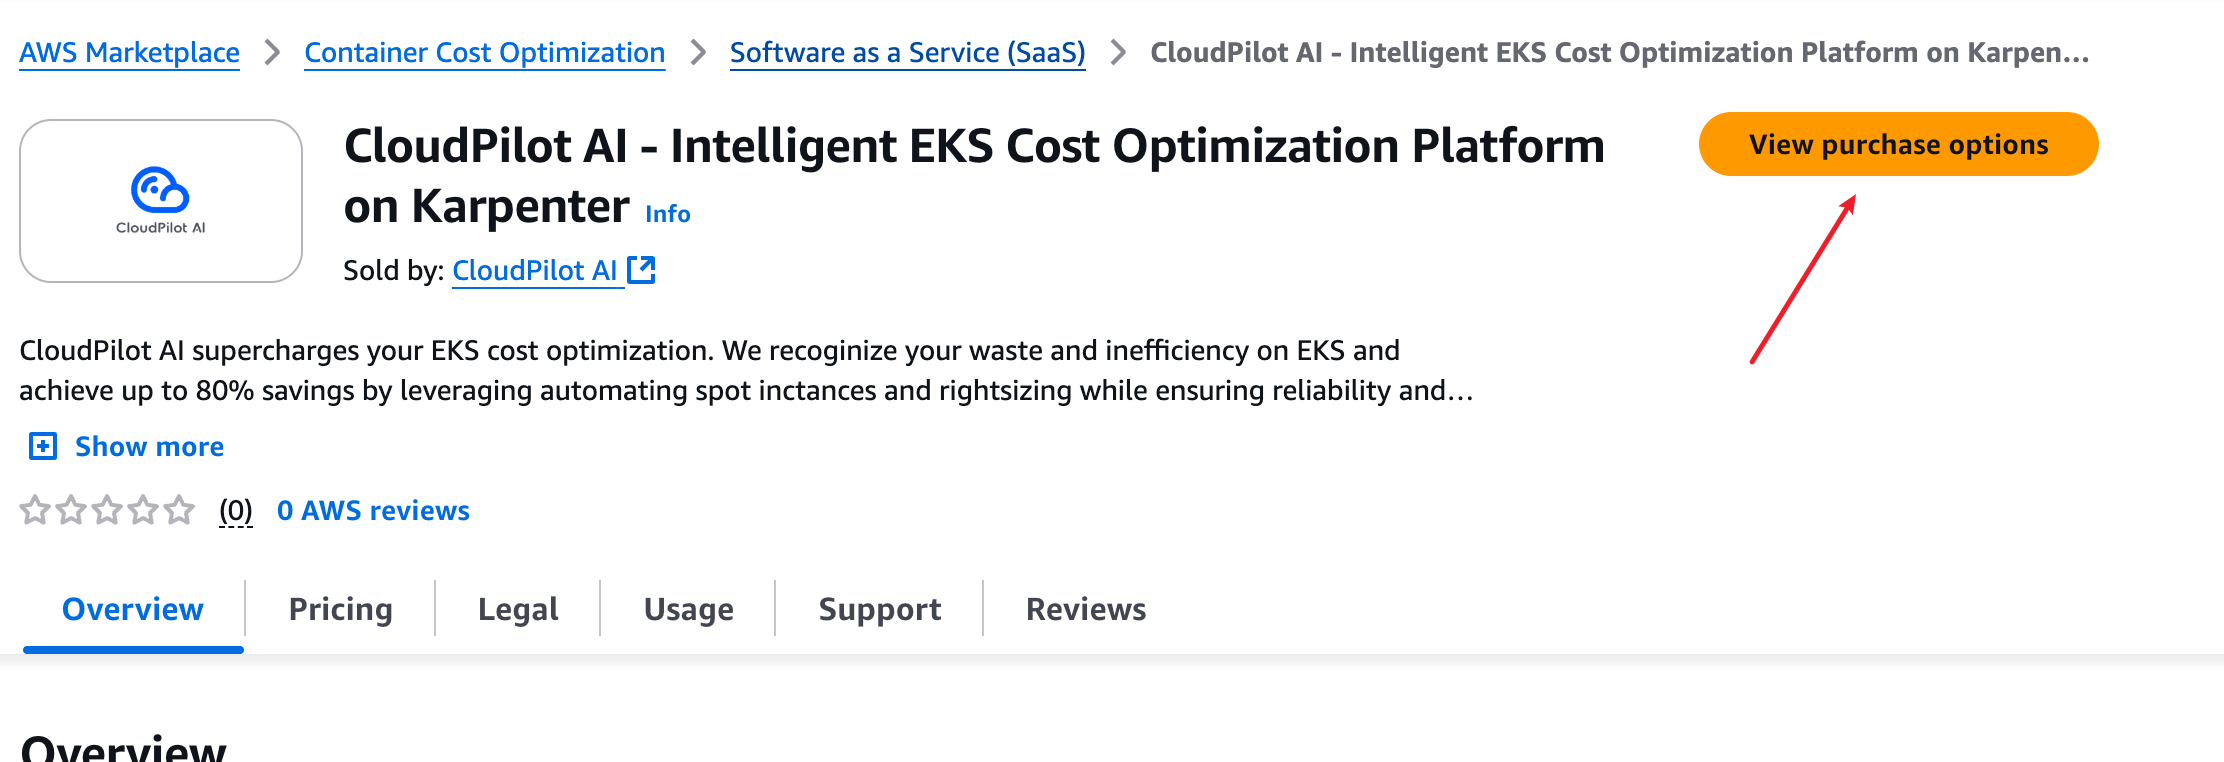 AWS Marketplace > Container Cost Optimization > Software as a Service (SaaS) > CloudPilot AI - Intelligent EKS Cost Optimization Platform on Karpen...
CloudPilot AI
CloudPilot AI - Intelligent EKS Cost Optimization Platform
on Karpenter Info
View purchase options
Sold by: CloudPilot AI
CloudPilot AI supercharges your EKS cost optimization. We recoginize your waste and inefficiency on EKS and
achieve up to 80% savings by leveraging automating spot inctances and rightsizing while ensuring reliability and...
Show more
(0) 0 AWS reviews
Overview Pricing Legal Usage Support Reviews
Overview